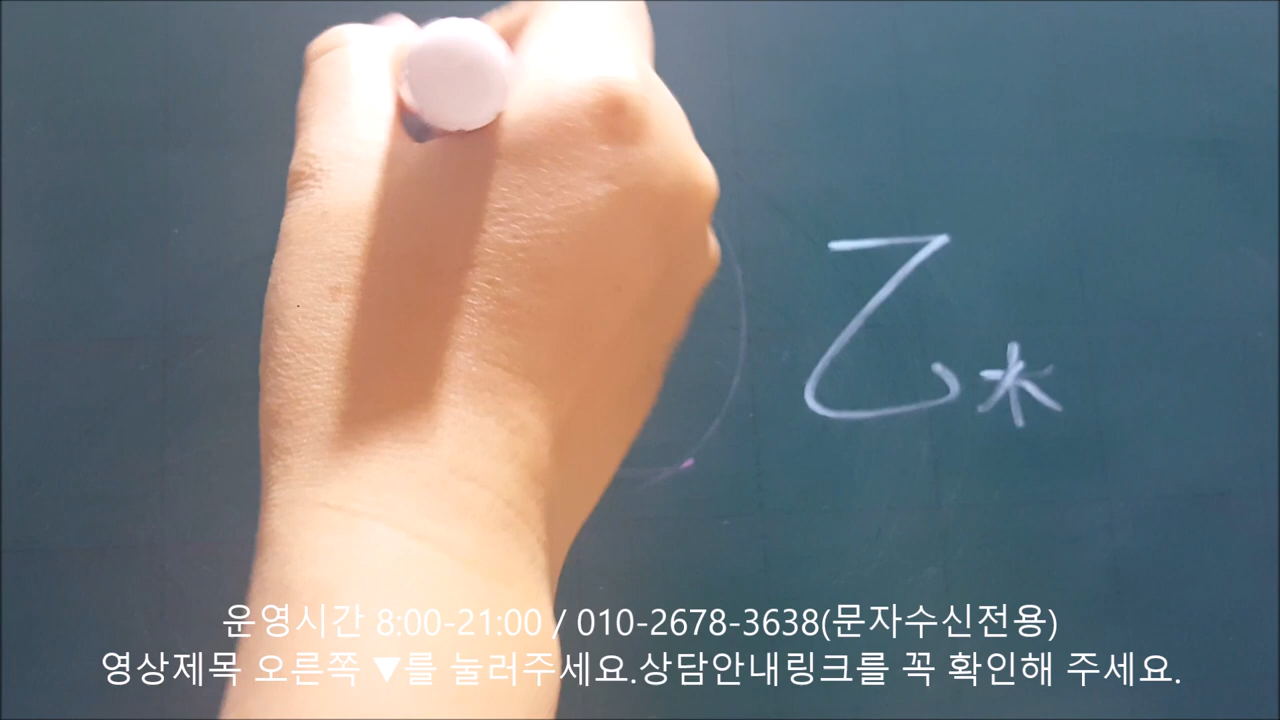 乙木
운영시간 8:00-21:00 / 010-2678-3638(문자수신전용)
영상제목 오른쪽 ▼를 눌러주세요.상담안내링크를 꼭 확인해 주세요.